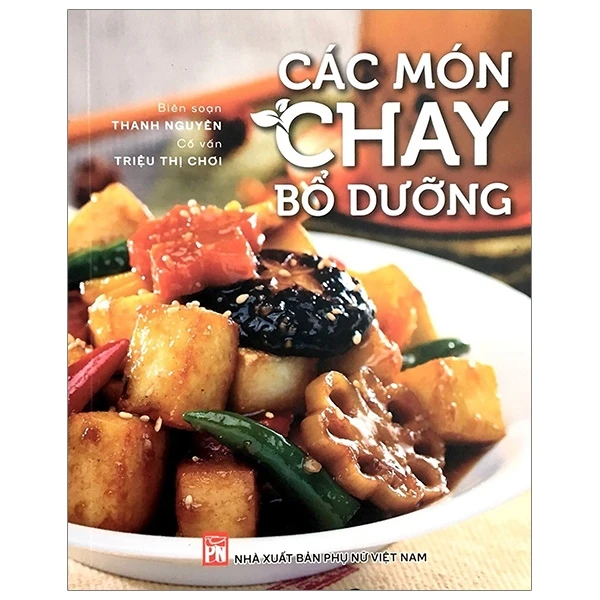 CÁC MÓN
CHAY
BỔ DƯỠNG
Biên soạn
THANH NGUYÊN
Cố vấn
TRIỆU THỊ CHƠI
PN
NHÀ XUẤT BẢN PHỤ NỮ VIỆT NAM